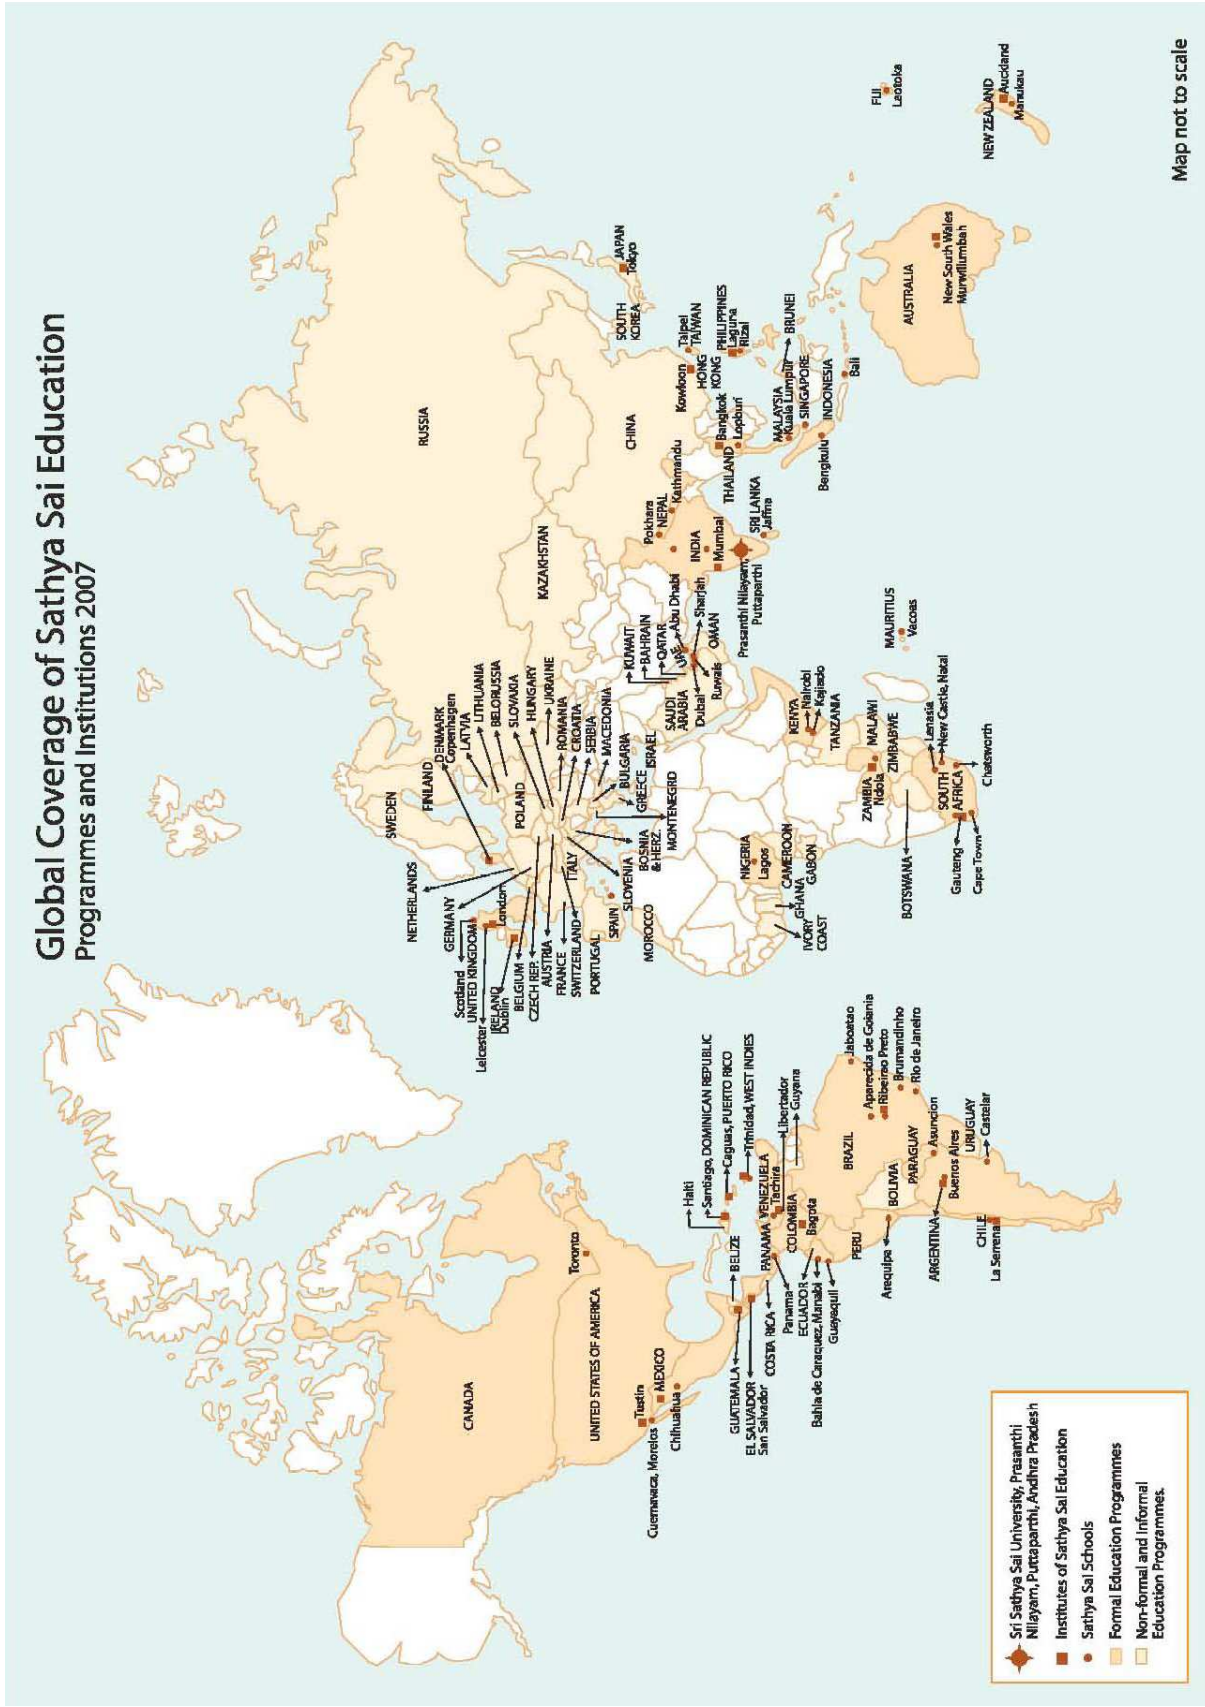 Global Coverage of Sathya Sai Education
Programmes and Institutions 2007
CANADA
Toronto
UNITED STATES OF AMERICA
Tustin
MEXICO
Cuernavaca, Morelos
Chihuahua
Haiti
Santiago, DOMINICAN REPUBLIC
Caguas, PUERTO RICO
Trinidad, WEST INDIES
BELIZE
GUATEMALA
EL SALVADOR
San Salvador
COSTA RICA
PANAMA
Panama
VENEZUELA
Tachira
Libertador
Guyana
COLOMBIA
Bagota
ECUADOR
Bahia de Caraquez, Manabi
Guayaquil
PERU
Arequipa
BRAZIL
Jaboatao
Aparecida de Goiania
Ribeirao Preto
Brumandinho
Rio de Janeiro
BOLIVIA
PARAGUAY
Asuncion
ARGENTINA
Buenos Aires
URUGUAY
Castelar
CHILE
La Serrena
NETHERLANDS
GERMANY
Scotland
UNITED KINGDOM
London
Leicester
IRELAND
Dublin
BELGIUM
CZECH REP.
AUSTRIA
FRANCE
SWITZERLAND
PORTUGAL
SPAIN
ITALY
SLOVENIA
BOSNIA
& HERZ.
MONTENEGRD
SWEDEN
FINLAND
DENMARK
Copenhagen
LATVIA
LITHUANIA
BELORUSSIA
SLOVAKIA
HUNGARY
UKRAINE
POLAND
ROMANIA
CROATIA
SERBIA
MACEDONIA
BULGARIA
GREECE
ISRAEL
RUSSIA
KAZAKHSTAN
CHINA
SOUTH
KOREA
JAPAN
Tokyo
KUWAIT
BAHRAIN
QATAR
UAE
Abu Dhabi
Sharjah
OMAN
SAUDI
ARABIA
Dubai
Ruwais
Pokhara
NEPAL
Kathmandu
INDIA
Mumbai
Prasanthi Nilayam,
Puttaparthi
SRI LANKA
Jaffna
Kowloon
HONG
KONG
Taipei
TAIWAN
PHILIPPINES
Laguna
Rizal
Bangkok
Lopburi
THAILAND
MALAYSIA
Kuala Lumpur
SINGAPORE
BRUNEI
INDONESIA
Bengkulu
Bali
MOROCCO
NIGERIA
Lagos
CAMEROON
GABON
GHANA
IVORY
COAST
KENYA
Nairobi
Kajiado
TANZANIA
MALAWI
ZAMBIA
Ndola
ZIMBABWE
BOTSWANA
Lenasia
New Castle, Natal
SOUTH
AFRICA
Chatsworth
Gauteng
Cape Town
MAURITIUS
Vacoas
AUSTRALIA
New South Wales
Murwillumbah
FIJI
Laotoka
NEW ZEALAND
Auckland
Manukau
Sri Sathya Sai University, Prasanthi
Nilayam, Puttaparthi, Andhra Pradesh
Institutes of Sathya Sai Education
Sathya Sai Schools
Formal Education Programmes
Non-formal and Informal
Education Programmes.
Map not to scale